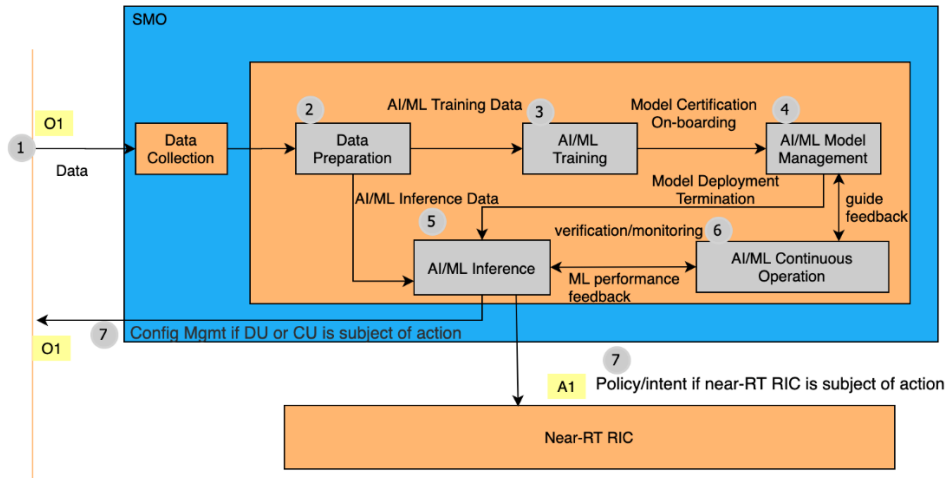 SMO
O1
1
Data
Data
Collection
2
Data
Preparation
AI/ML Training Data
3
AI/ML
Training
Model Certification
On-boarding
4
AI/ML Model
Management
AI/ML Inference Data
5
AI/ML Inference
Model Deployment
Termination
guide
feedback
verification/monitoring
6
AI/ML Continuous
Operation
ML performance
feedback
7
Config Mgmt if DU or CU is subject of action
O1
7
A1
Policy/intent if near-RT RIC is subject of action
Near-RT RIC